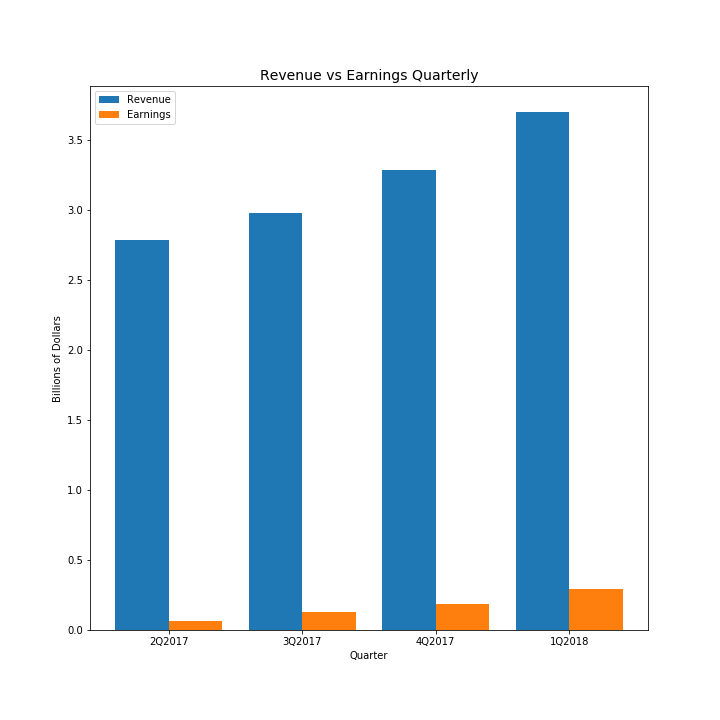 Revenue vs Earnings Quarterly
Revenue
Earnings
3.5
3.0
2.5
2.0
1.5
1.0
0.5
0.0
Billions of Dollars
2Q2017 3Q2017 4Q2017 1Q2018
Quarter